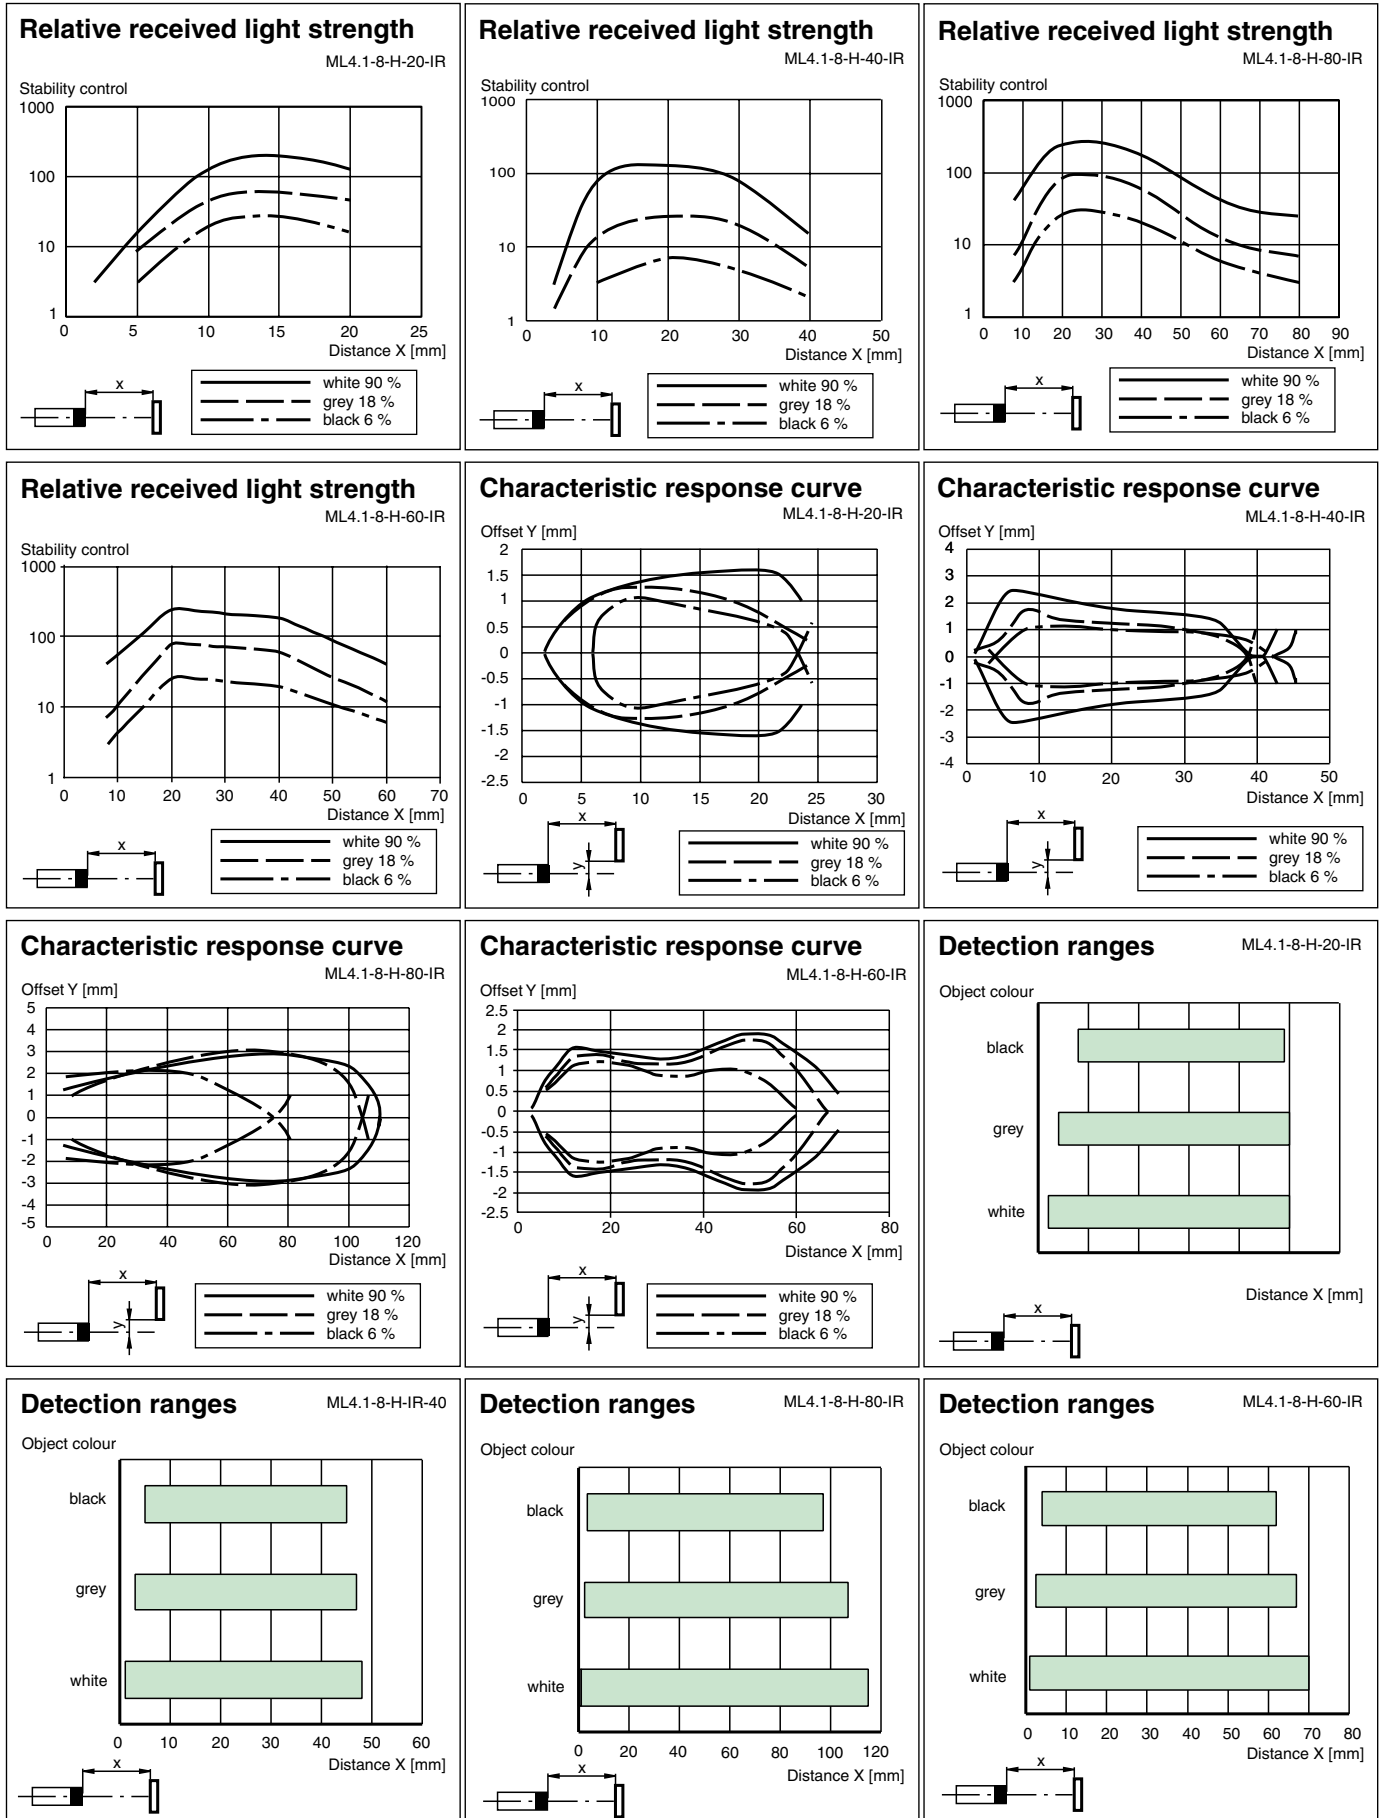 Relative received light strength
ML4.1-8-H-20-IR
Stability control
1000
100
10
1
0 5 10 15 20 25
Distance X [mm]
x
white 90 %
grey 18 %
black 6 %
Relative received light strength
ML4.1-8-H-40-IR
Stability control
1000
100
10
1
0 10 20 30 40 50
Distance X [mm]
x
white 90 %
grey 18 %
black 6 %
Relative received light strength
ML4.1-8-H-80-IR
Stability control
1000
100
10
1
0 10 20 30 40 50 60 70 80 90
Distance X [mm]
x
white 90 %
grey 18 %
black 6 %
Relative received light strength
ML4.1-8-H-60-IR
Stability control
1000
100
10
1
0 10 20 30 40 50 60 70
Distance X [mm]
x
white 90 %
grey 18 %
black 6 %
Characteristic response curve
ML4.1-8-H-20-IR
Offset Y [mm]
2
1.5
1
0.5
0
-0.5
-1
-1.5
-2
-2.5
0 5 10 15 20 25 30
Distance X [mm]
x
y
white 90 %
grey 18 %
black 6 %
Characteristic response curve
ML4.1-8-H-40-IR
Offset Y [mm]
4
3
2
1
0
-1
-2
-3
-4
0 10 20 30 40 50
Distance X [mm]
x
y
white 90 %
grey 18 %
black 6 %
Characteristic response curve
ML4.1-8-H-80-IR
Offset Y [mm]
5
4
3
2
1
0
-1
-2
-3
-4
-5
0 20 40 60 80 100 120
Distance X [mm]
x
y
white 90 %
grey 18 %
black 6 %
Characteristic response curve
ML4.1-8-H-60-IR
Offset Y [mm]
2.5
2
1.5
1
0.5
0
-0.5
-1
-1.5
-2
-2.5
0 20 40 60 80
Distance X [mm]
x
y
white 90 %
grey 18 %
black 6 %
Detection ranges
ML4.1-8-H-20-IR
Object colour
black
grey
white
Distance X [mm]
x
Detection ranges
ML4.1-8-H-IR-40
Object colour
black
grey
white
0 10 20 30 40 50 60
Distance X [mm]
x
Detection ranges
ML4.1-8-H-80-IR
Object colour
black
grey
white
0 20 40 60 80 100 120
Distance X [mm]
x
Detection ranges
ML4.1-8-H-60-IR
Object colour
black
grey
white
0 10 20 30 40 50 60 70 80
Distance X [mm]
x